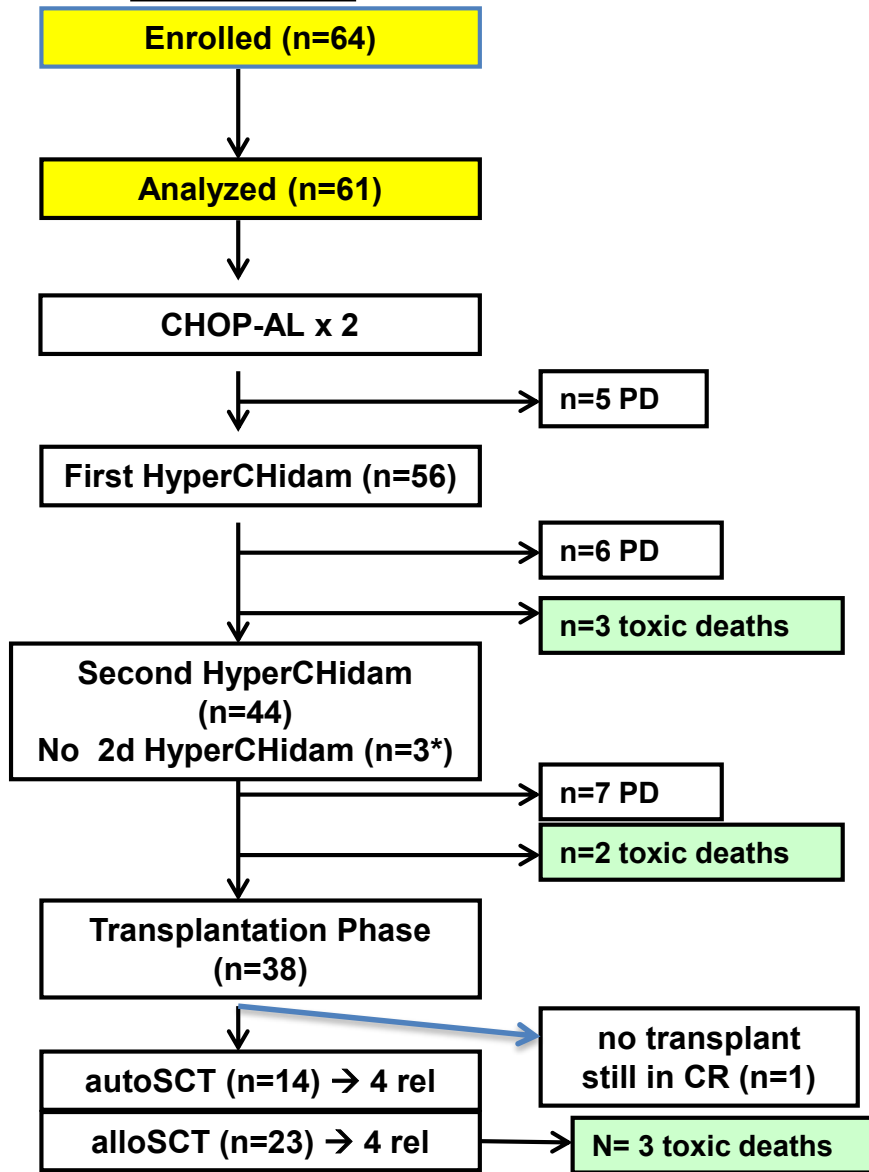 Enrolled (n=64)
Analyzed (n=61)
CHOP-AL x 2
n=5 PD
First HyperCHidam (n=56)
n=6 PD
n=3 toxic deaths
Second HyperCHidam
(n=44)
No 2d HyperCHidam (n=3*)
n=7 PD
n=2 toxic deaths
Transplantation Phase
(n=38)
no transplant
still in CR (n=1)
autoSCT (n=14) → 4 rel
alloSCT (n=23) → 4 rel
N= 3 toxic deaths